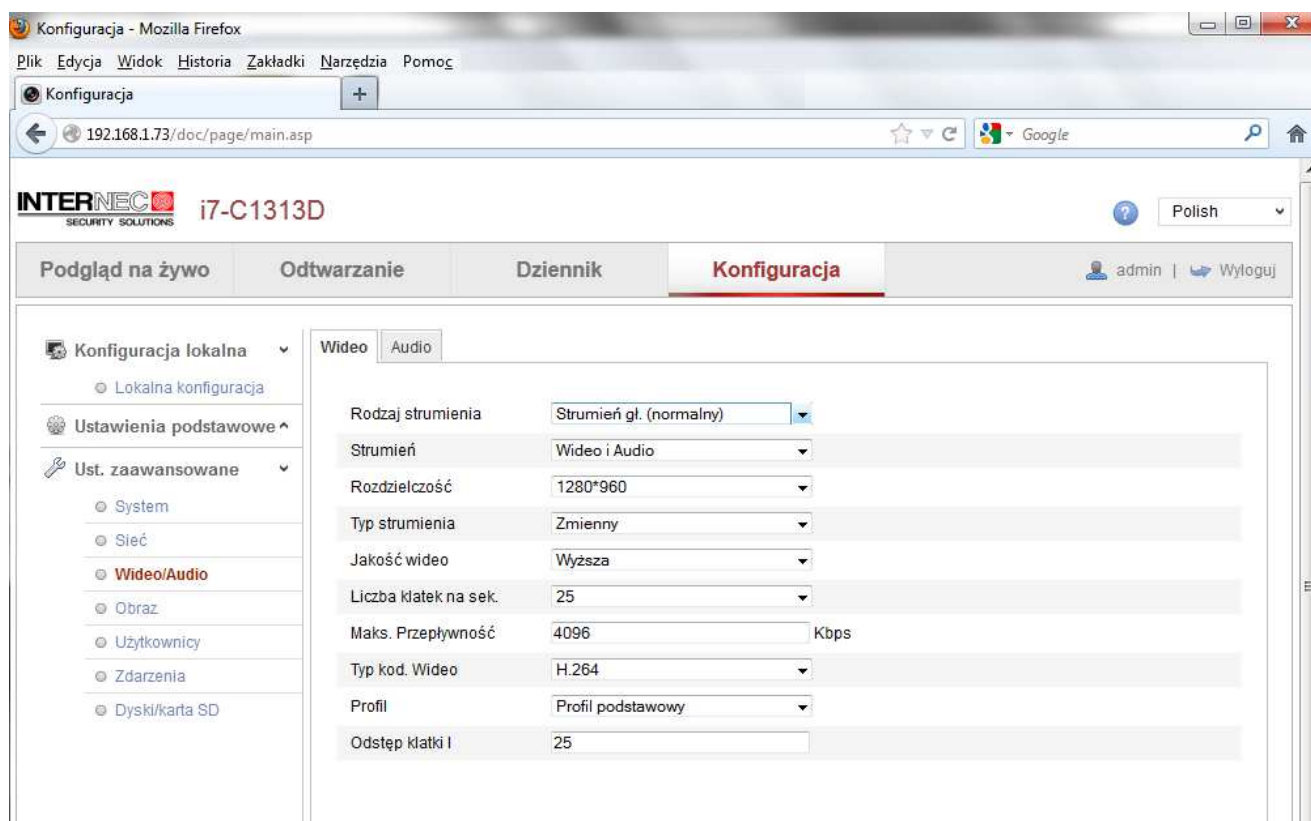 Konfiguracja - Mozilla Firefox
Plik Edycja Widok Historia Zakładki Narzędzia Pomoc
Konfiguracja +
192.168.1.73/doc/page/main.asp Google
INTERNEC
SECURITY SOLUTIONS
i7-C1313D
? Polish
Podgląd na żywo Odtwarzanie Dziennik Konfiguracja admin | Wyloguj
Konfiguracja lokalna
Lokalna konfiguracja
Ustawienia podstawowe
Ust. zaawansowane
System
Sieć
Wideo/Audio
Obraz
Użytkownicy
Zdarzenia
Dyski/karta SD
Wideo Audio
Rodzaj strumienia Strumień gł. (normalny)
Strumień Wideo i Audio
Rozdzielczość 1280*960
Typ strumienia Zmienny
Jakość wideo Wyższa
Liczba klatek na sek. 25
Maks. Przepływność 4096 Kbps
Typ kod. Wideo H.264
Profil Profil podstawowy
Odstęp klatki I 25